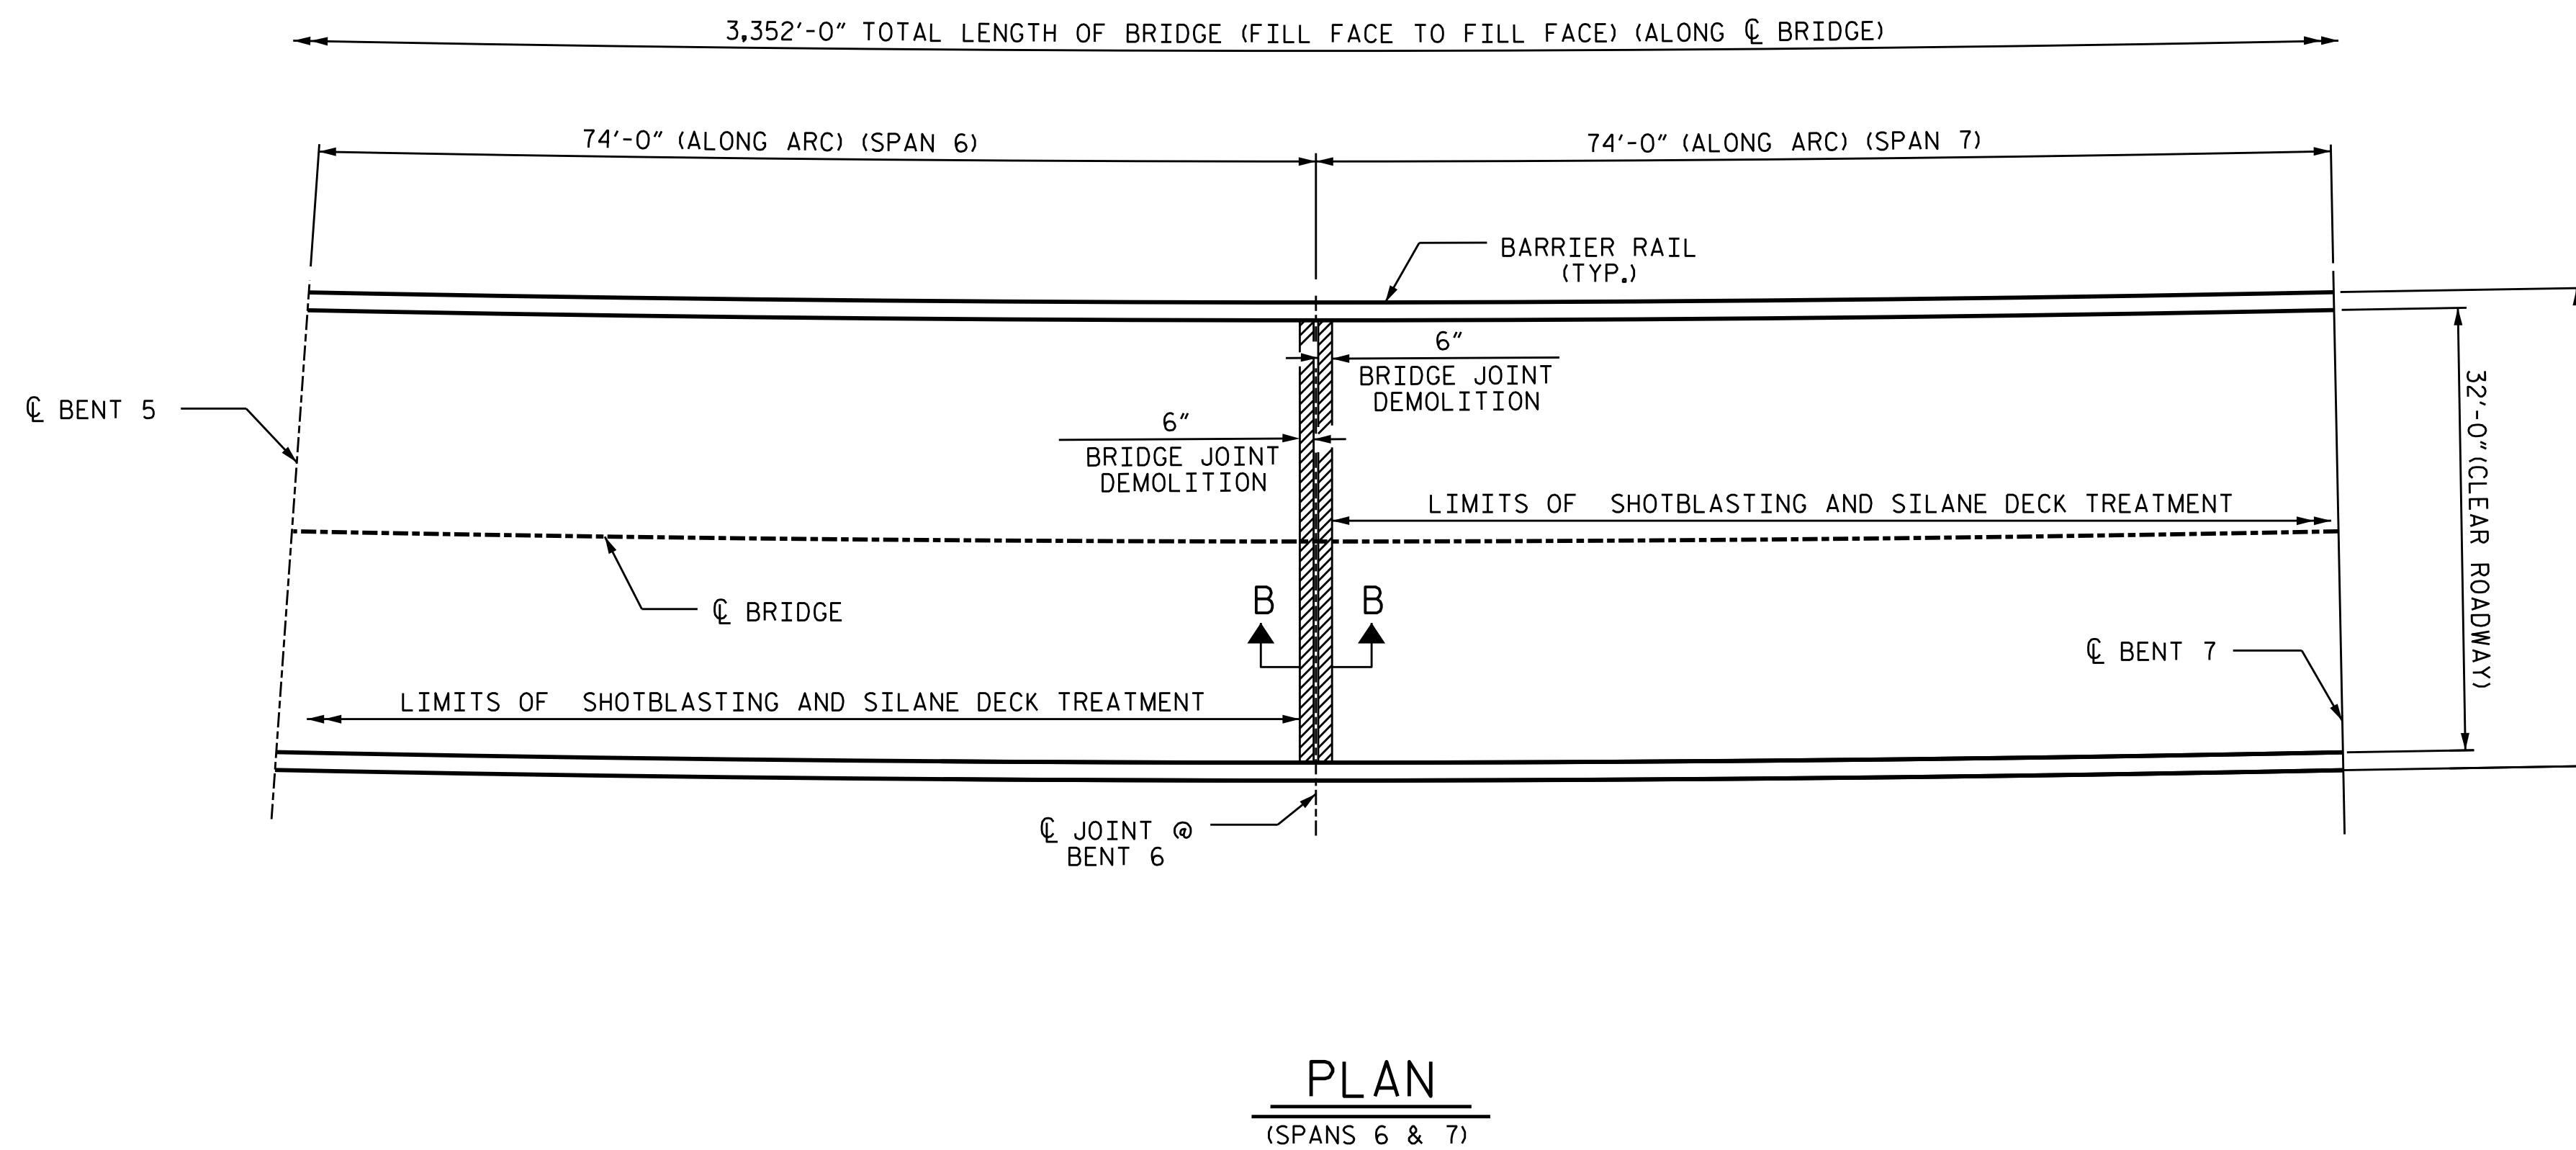 3,352'-0" TOTAL LENGTH OF BRIDGE (FILL FACE TO FILL FACE) (ALONG ℄ BRIDGE)
74'-0" (ALONG ARC) (SPAN 6)
74'-0" (ALONG ARC) (SPAN 7)
BARRIER RAIL
(TYP.)
6"
BRIDGE JOINT
DEMOLITION
℄ BENT 5
6"
BRIDGE JOINT
DEMOLITION
32'-0" (CLEAR ROADWAY)
LIMITS OF SHOTBLASTING AND SILANE DECK TREATMENT
℄ BRIDGE
B B
℄ BENT 7
LIMITS OF SHOTBLASTING AND SILANE DECK TREATMENT
℄ JOINT @
BENT 6
PLAN
(SPANS 6 & 7)